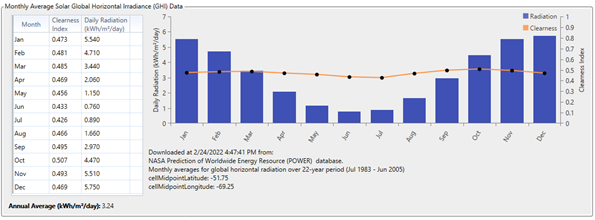 Monthly Average Solar Global Horizontal Irradiance (GHI) Data
Month Clearness Index Daily Radiation (kWh/m²/day)
Jan 0.473 5.540
Feb 0.481 4.710
Mar 0.485 3.440
Apr 0.469 2.060
May 0.456 1.150
Jun 0.433 0.760
Jul 0.426 0.890
Aug 0.466 1.660
Sep 0.495 2.970
Oct 0.507 4.470
Nov 0.493 5.510
Dec 0.469 5.750
Annual Average (kWh/m²/day): 3.24
Daily Radiation (kWh/m²/day)
7
6
5
4
3
2
1
0
Jan Feb Mar Apr May Jun Jul Aug Sep Oct Nov Dec
Radiation
Clearness
1
0.9
0.8
0.7
0.6
0.5
0.4
0.3
0.2
0.1
0
Clearness Index
Downloaded at 2/24/2022 4:47:41 PM from:
NASA Prediction of Worldwide Energy Resource (POWER) database.
Monthly averages for global horizontal radiation over 22-year period (Jul 1983 - Jun 2005)
cellMidpointLatitude: -51.75
cellMidpointLongitude: -69.25